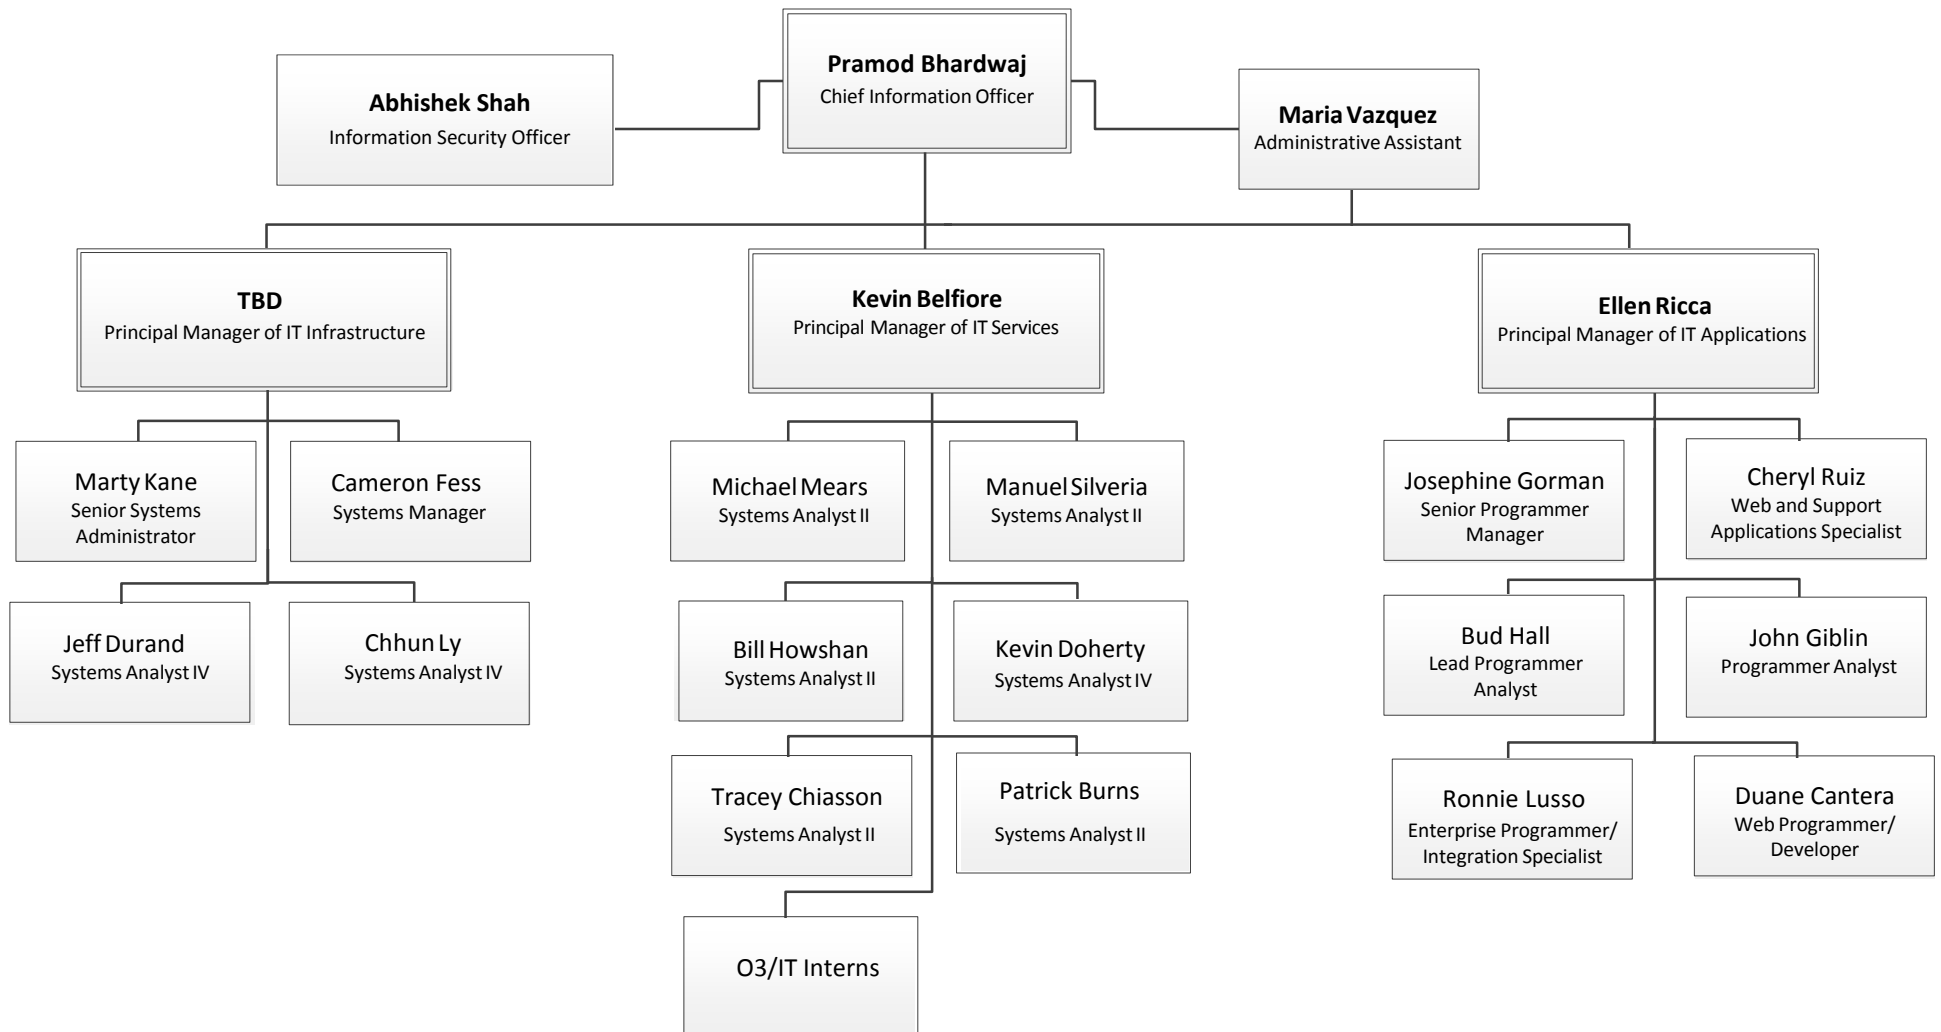 Pramod Bhardwaj
Chief Information Officer
Abhishek Shah
Information Security Officer
Maria Vazquez
Administrative Assistant
TBD
Principal Manager of IT Infrastructure
Kevin Belfiore
Principal Manager of IT Services
Ellen Ricca
Principal Manager of IT Applications
Marty Kane
Senior Systems
Administrator
Cameron Fess
Systems Manager
Jeff Durand
Systems Analyst IV
Chhun Ly
Systems Analyst IV
Michael Mears
Systems Analyst II
Manuel Silveria
Systems Analyst II
Bill Howshan
Systems Analyst II
Kevin Doherty
Systems Analyst IV
Tracey Chiasson
Systems Analyst II
Patrick Burns
Systems Analyst II
O3/IT Interns
Josephine Gorman
Senior Programmer
Manager
Cheryl Ruiz
Web and Support
Applications Specialist
Bud Hall
Lead Programmer
Analyst
John Giblin
Programmer Analyst
Ronnie Lusso
Enterprise Programmer/
Integration Specialist
Duane Cantera
Web Programmer/
Developer